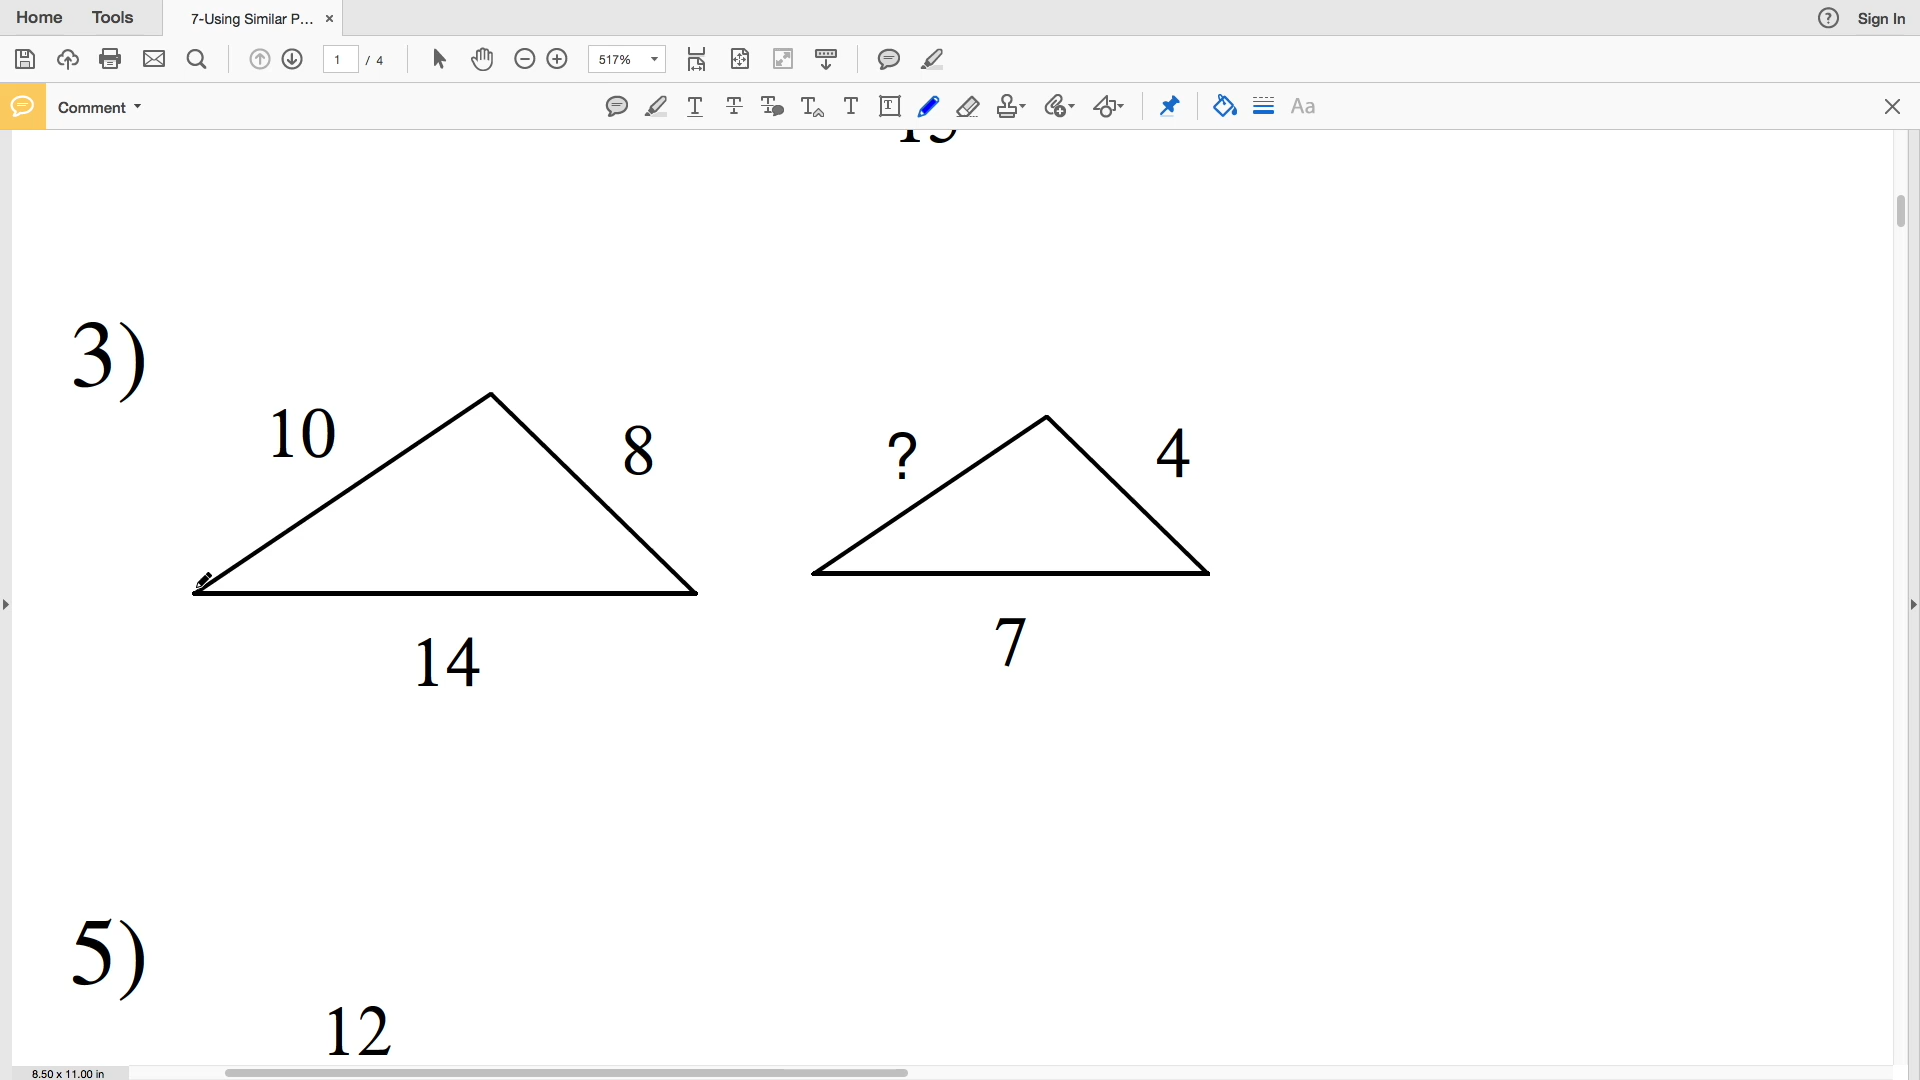 Home Tools 7-Using Similar P... × Sign In
1 / 4 517%
Comment Aa
3)
10 8 ? 4
14 7
5)
12
8.50 x 11.00 in